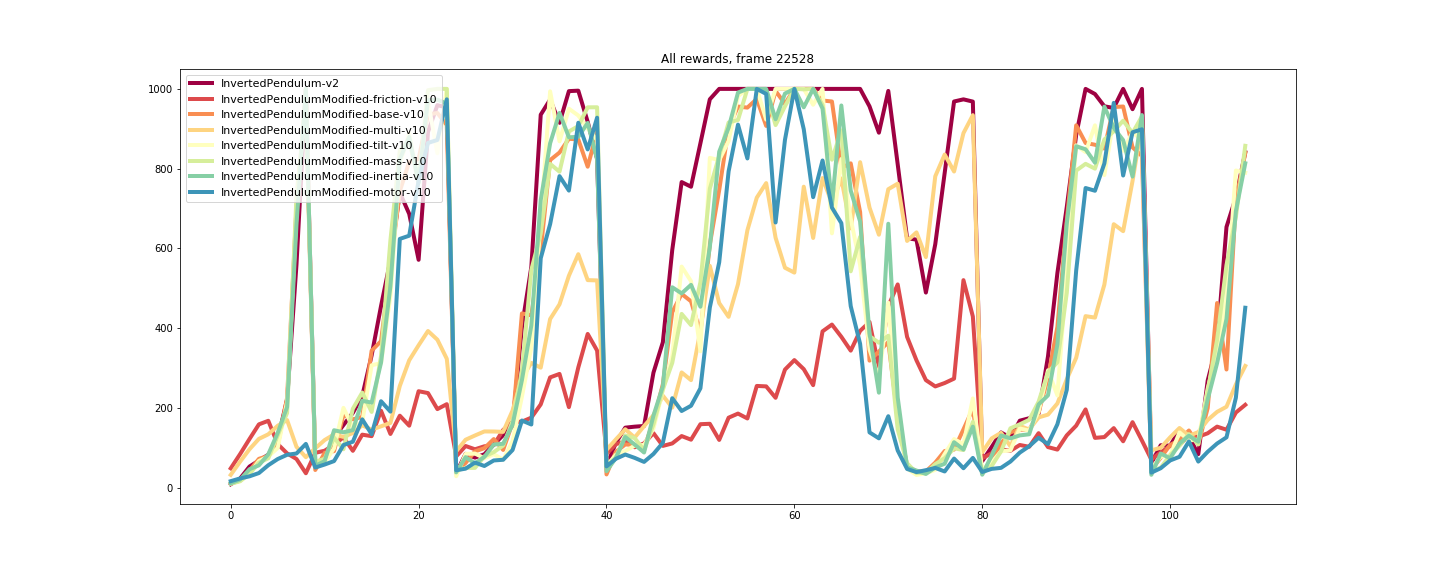 All rewards, frame 22528
InvertedPendulum-v2
InvertedPendulumModified-friction-v10
InvertedPendulumModified-base-v10
InvertedPendulumModified-multi-v10
InvertedPendulumModified-tilt-v10
InvertedPendulumModified-mass-v10
InvertedPendulumModified-inertia-v10
InvertedPendulumModified-motor-v10
1000
800
600
400
200
0
0 20 40 60 80 100